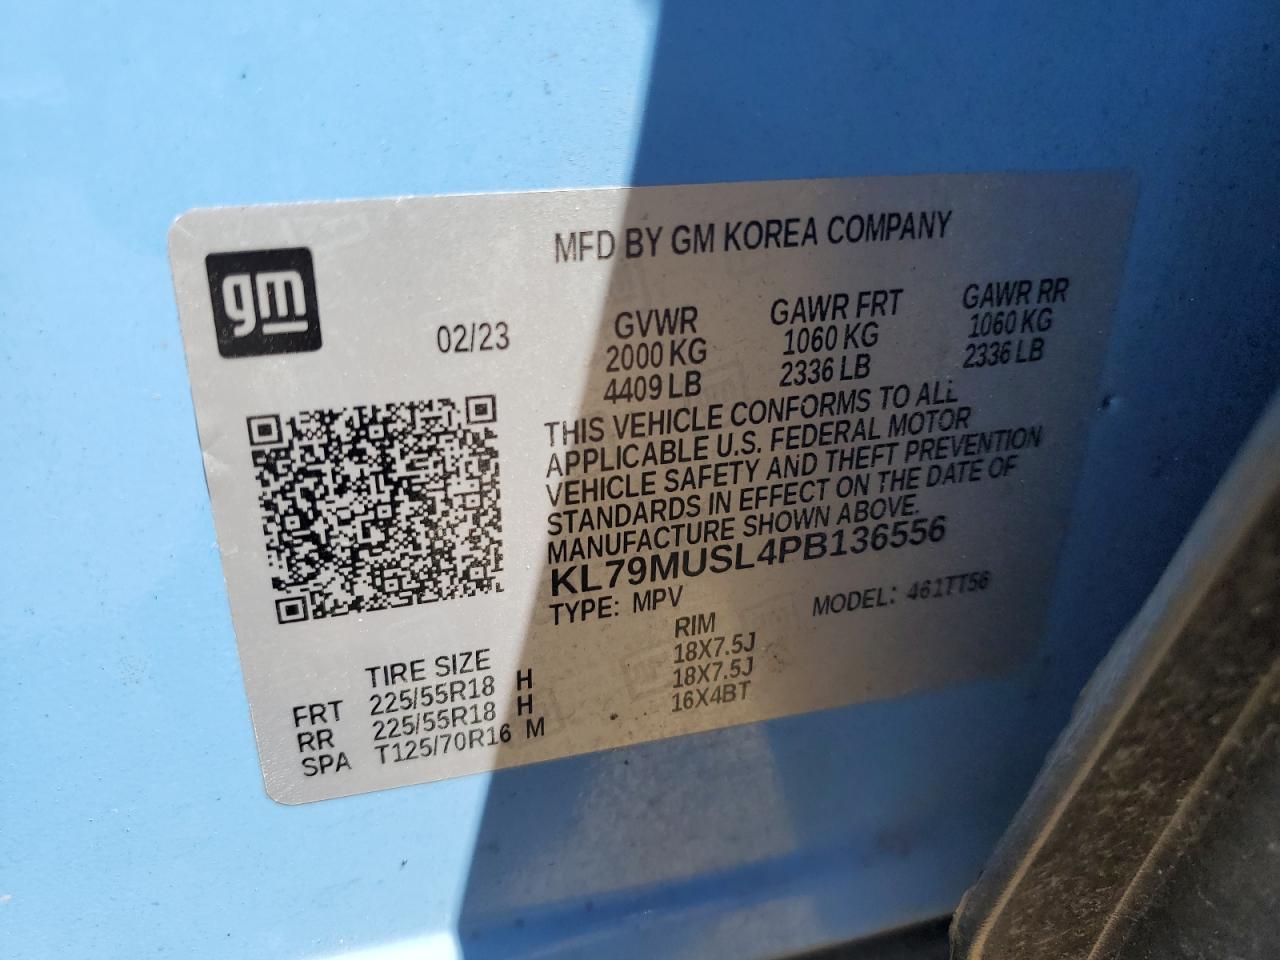 gm
MFD BY GM KOREA COMPANY
02/23
GVWR GAWR FRT GAWR RR
2000 KG 1060 KG 1060 KG
4409 LB 2336 LB 2336 LB
THIS VEHICLE CONFORMS TO ALL
APPLICABLE U.S. FEDERAL MOTOR
VEHICLE SAFETY AND THEFT PREVENTION
STANDARDS IN EFFECT ON THE DATE OF
MANUFACTURE SHOWN ABOVE.
KL79MUSL4PB136556
TYPE: MPV MODEL: 461TT56
TIRE SIZE RIM
FRT 225/55R18 H 18X7.5J
RR 225/55R18 H 18X7.5J
SPA T125/70R16 M 16X4BT